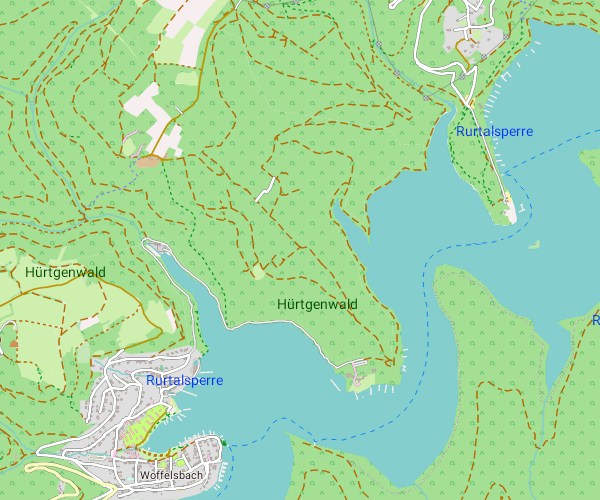 Rurtalsperre
Hürtgenwald
Hürtgenwald
R
Rurtalsperre
Woffelsbach